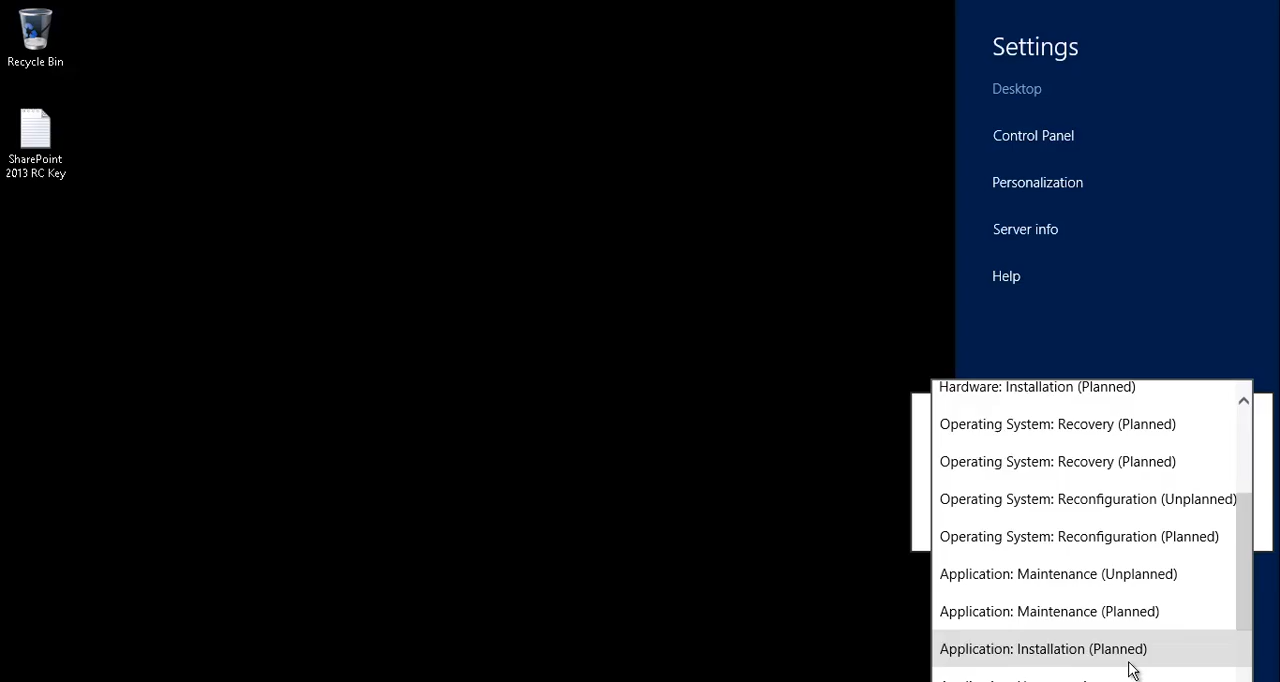 Recycle Bin
SharePoint
2013 RC Key
Settings
Desktop
Control Panel
Personalization
Server info
Help
Hardware: Installation (Planned)
Operating System: Recovery (Planned)
Operating System: Recovery (Planned)
Operating System: Reconfiguration (Unplanned)
Operating System: Reconfiguration (Planned)
Application: Maintenance (Unplanned)
Application: Maintenance (Planned)
Application: Installation (Planned)